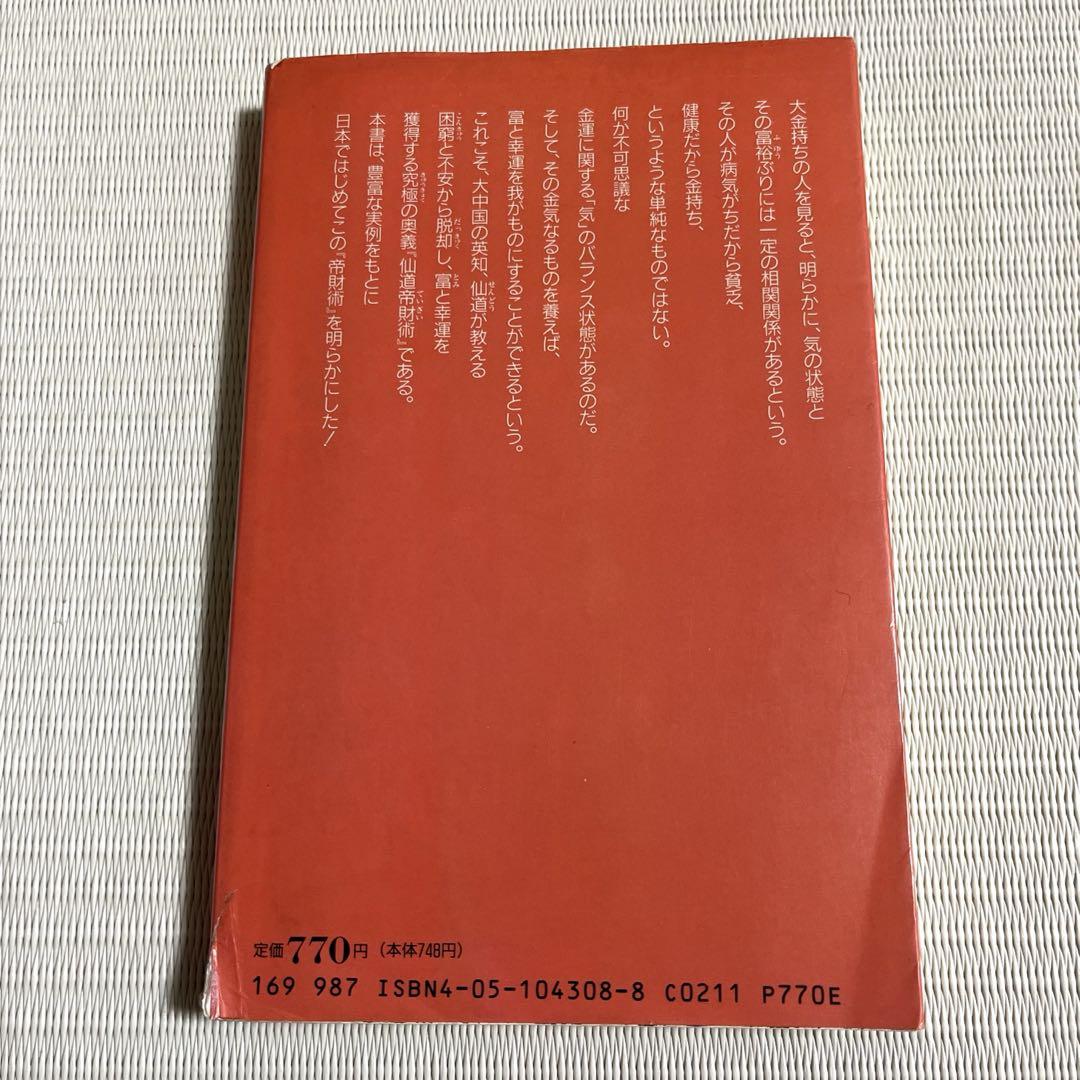 大金持ちの人を見ると、明らかに、気の状態と
その富裕ぶりには一定の相関関係があるという。
その人が病気がちだから貧乏、
健康だから金持ち、
というような単純なものではない。
何か不可思議な
金運に関する「気」のバランス状態があるのだ。
そして、その金気なるものを養えば、
富と幸運を我がものにすることができるという。
これこそ、大中国の英知、仙道が教える
困窮と不安から脱却し、富と幸運を
獲得する究極の奥義『仙道帝財術』である。
本書は、豊富な実例をもとに
日本ではじめてこの『帝財術』を明らかにした!
定価770円(本体748円)
169 987 ISBN4-05-104308-8 C0211 P770E